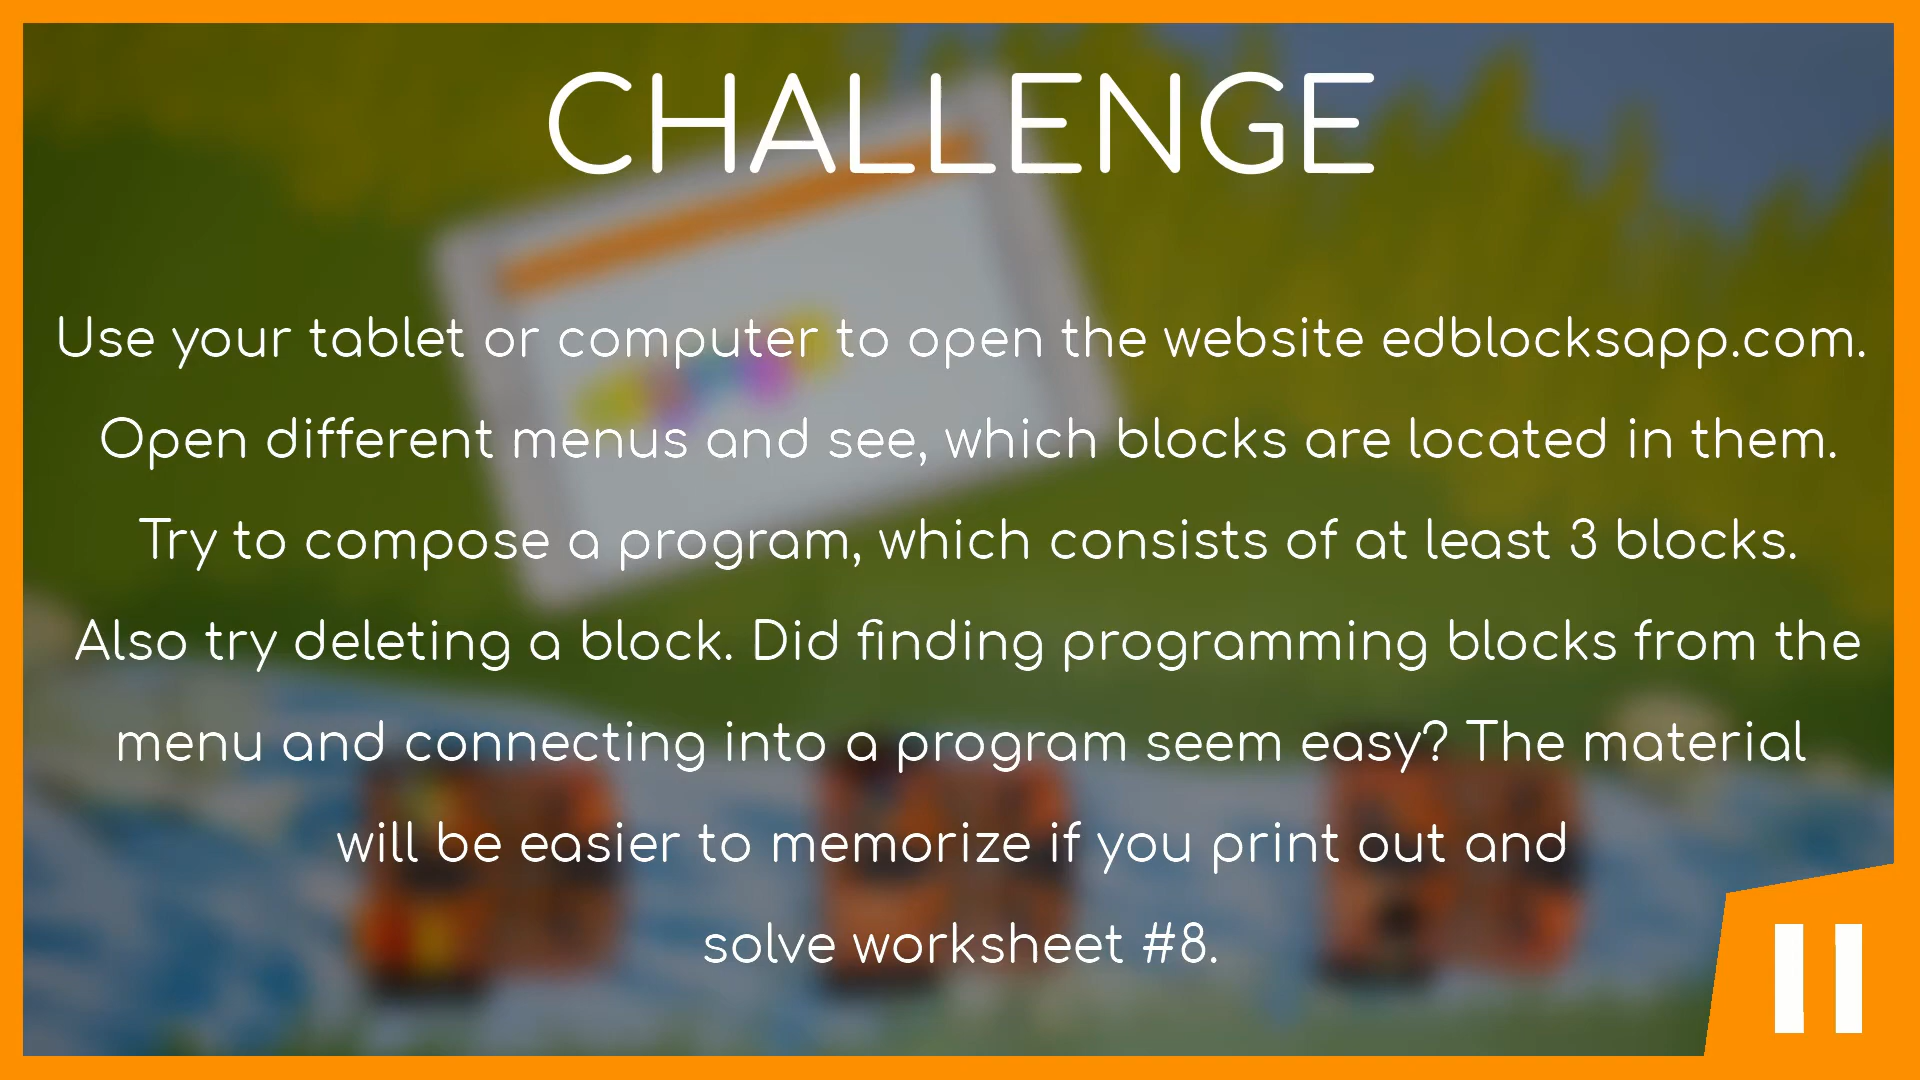 CHALLENGE
Use your tablet or computer to open the website edblocksapp.com.
Open different menus and see, which blocks are located in them.
Try to compose a program, which consists of at least 3 blocks.
Also try deleting a block. Did finding programming blocks from the
menu and connecting into a program seem easy? The material
will be easier to memorize if you print out and
solve worksheet #8.